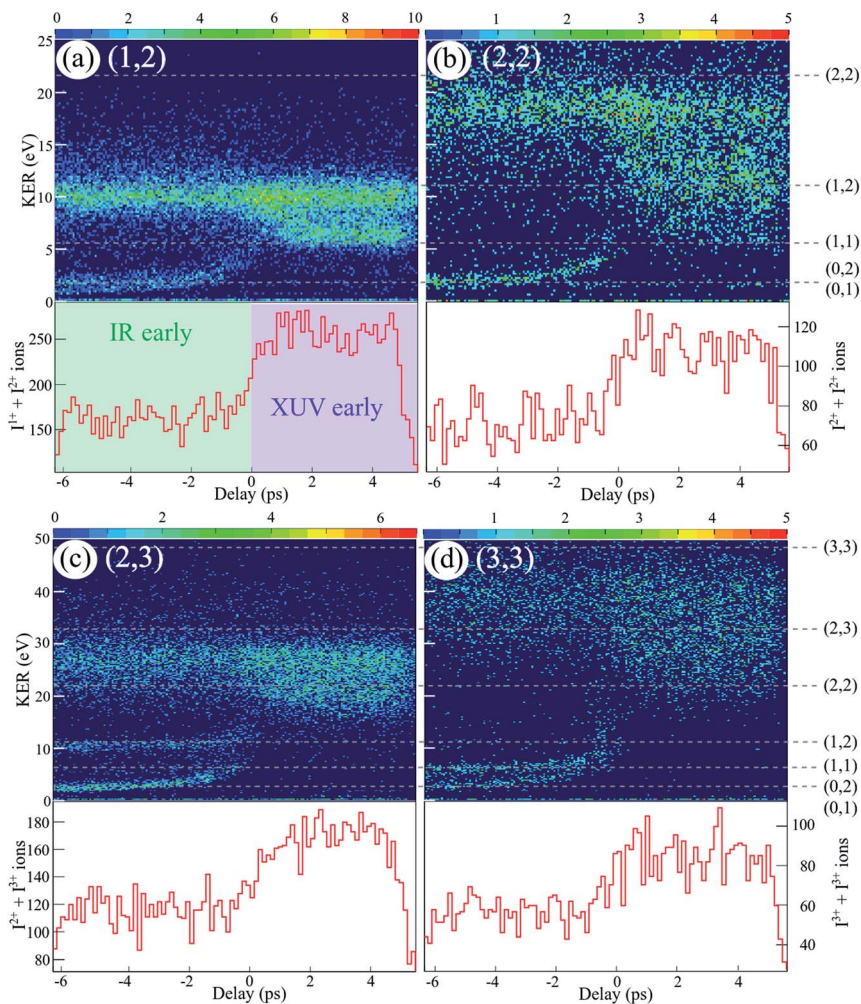 0 2 4 6 8 10
0 1 2 3 4 5
(a) (1,2)
(b) (2,2)
25
20
15
10
5
0
KER (eV)
(2,2)
(1,2)
(1,1)
(0,2)
(0,1)
IR early
XUV early
250
200
150
I1+ + I2+ ions
120
100
80
60
I2+ + I2+ ions
-6 -4 -2 0 2 4
Delay (ps)
-6 -4 -2 0 2 4
Delay (ps)
0 2 4 6
0 1 2 3 4 5
(c) (2,3)
(d) (3,3)
50
40
30
20
10
0
KER (eV)
(3,3)
(2,3)
(2,2)
(1,2)
(1,1)
(0,2)
(0,1)
180
160
140
120
100
80
I2+ + I3+ ions
100
80
60
40
I3+ + I3+ ions
-6 -4 -2 0 2 4
Delay (ps)
-6 -4 -2 0 2 4
Delay (ps)